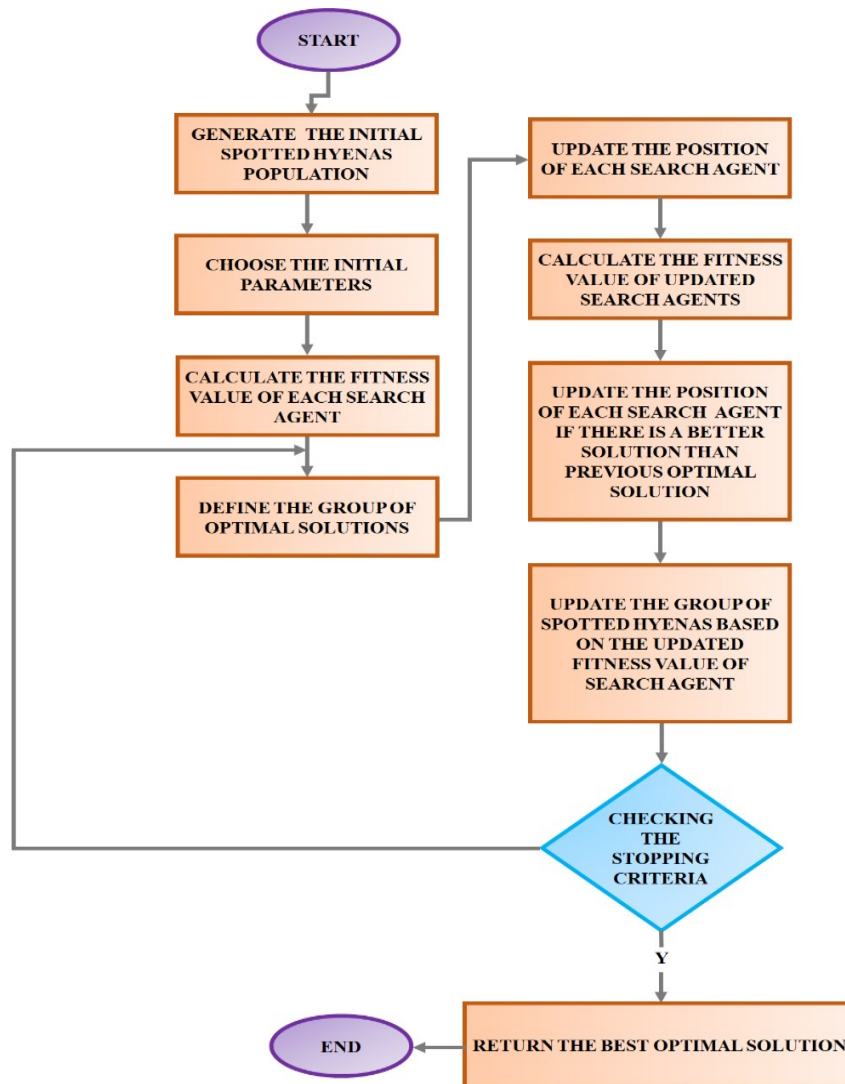 START
GENERATE THE INITIAL
SPOTTED HYENAS
POPULATION
CHOOSE THE INITIAL
PARAMETERS
CALCULATE THE FITNESS
VALUE OF EACH SEARCH
AGENT
DEFINE THE GROUP OF
OPTIMAL SOLUTIONS
UPDATE THE POSITION
OF EACH SEARCH AGENT
CALCULATE THE FITNESS
VALUE OF UPDATED
SEARCH AGENTS
UPDATE THE POSITION
OF EACH SEARCH AGENT
IF THERE IS A BETTER
SOLUTION THAN
PREVIOUS OPTIMAL
SOLUTION
UPDATE THE GROUP OF
SPOTTED HYENAS BASED
ON THE UPDATED
FITNESS VALUE OF
SEARCH AGENT
CHECKING
THE
STOPPING
CRITERIA
Y
RETURN THE BEST OPTIMAL SOLUTION
END